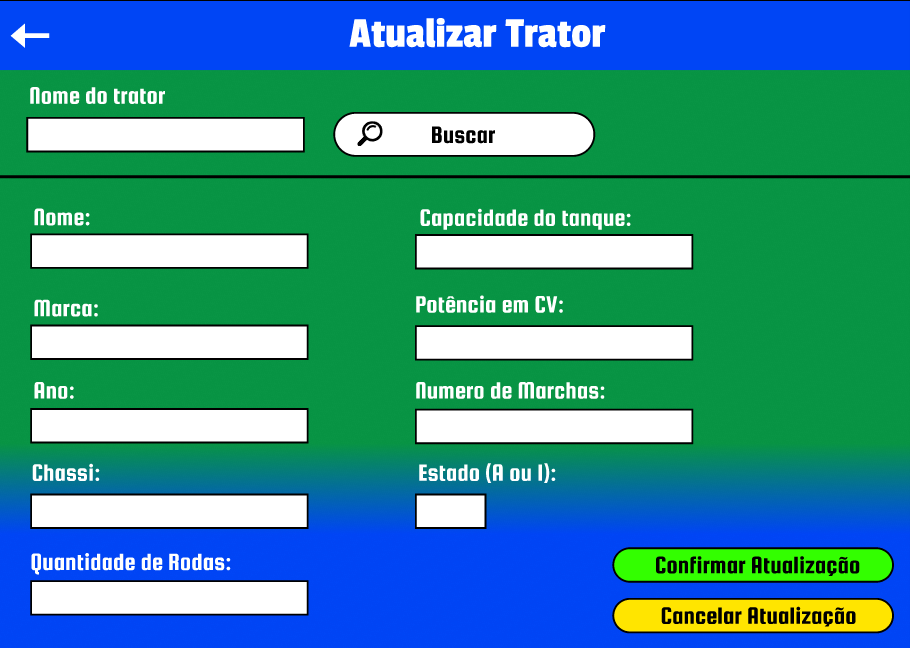 Atualizar Trator
Nome do trator
Buscar
Nome:
Capacidade do tanque:
Marca:
Potência em CV:
Ano:
Numero de Marchas:
Chassi:
Estado (A ou I):
Quantidade de Rodas:
Confirmar Atualização
Cancelar Atualização